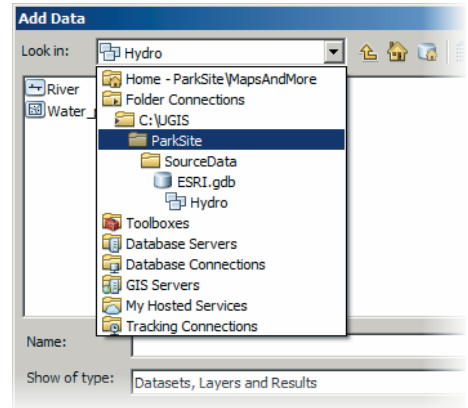 Add Data
Look in: Hydro
River
Water_
Home - ParkSite\MapsAndMore
Folder Connections
C:\UGIS
ParkSite
SourceData
ESRI.gdb
Hydro
Toolboxes
Database Servers
Database Connections
GIS Servers
My Hosted Services
Tracking Connections
Name:
Show of type: Datasets, Layers and Results